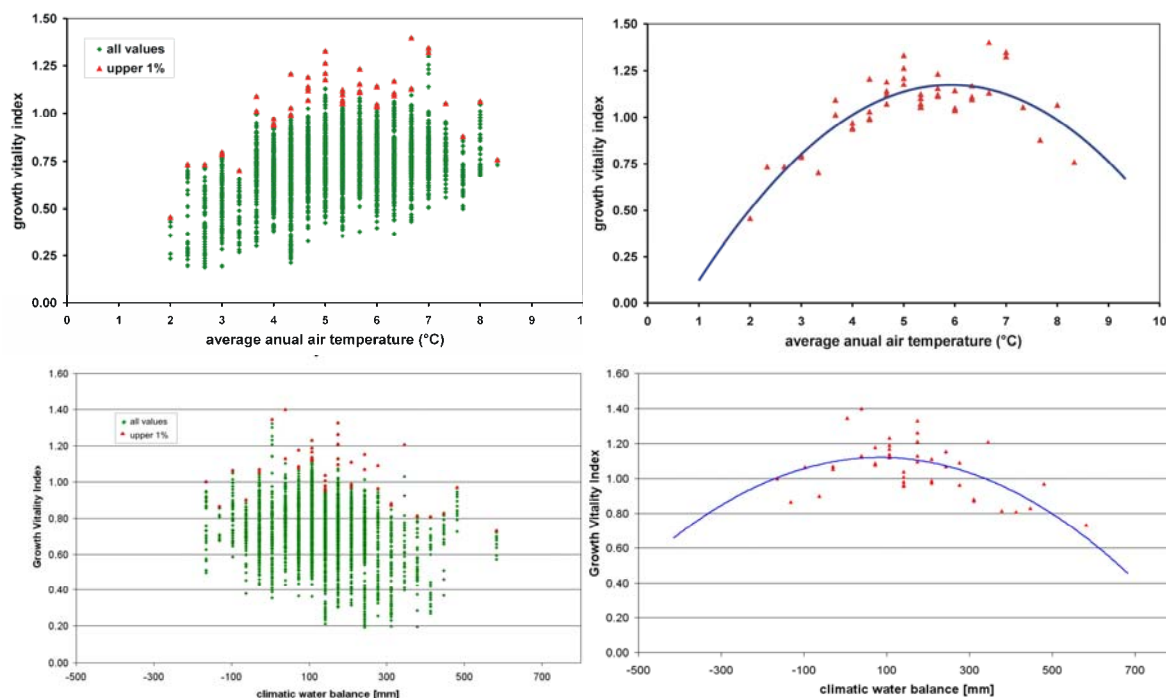 1.50
1.25
1.00
0.75
0.50
0.25
0.00
growth vitality index
all values
upper 1%
0 1 2 3 4 5 6 7 8 9
average anual air temperature (°C)
1.50
1.25
1.00
0.75
0.50
0.25
0.00
growth vitality index
0 1 2 3 4 5 6 7 8 9 10
average anual air temperature (°C)
1.60
1.40
1.20
1.00
0.80
0.60
0.40
0.20
0.00
Growth Vitality Index
all values
upper 1%
-500 -300 -100 100 300 500 700
climatic water balance [mm]
1.60
1.40
1.20
1.00
0.80
0.60
0.40
0.20
0.00
Growth Vitality Index
-500 -300 -100 100 300 500 700
climatic water balance [mm]